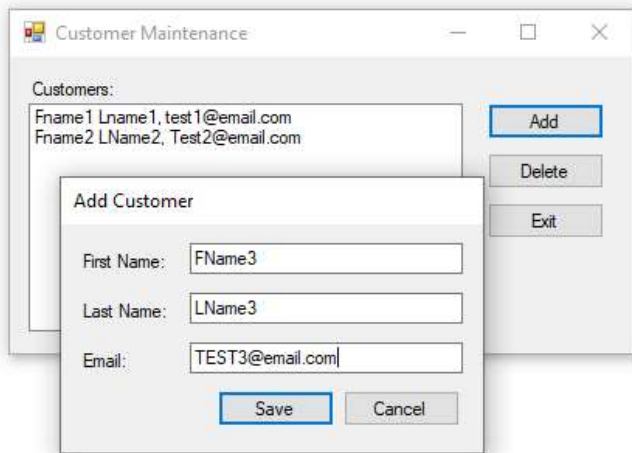 Customer Maintenance
Customers:
Fname1 Lname1, test1@email.com
Fname2 LName2, Test2@email.com
Add
Delete
Exit
Add Customer
First Name: FName3
Last Name: LName3
Email: TEST3@email.com
Save Cancel